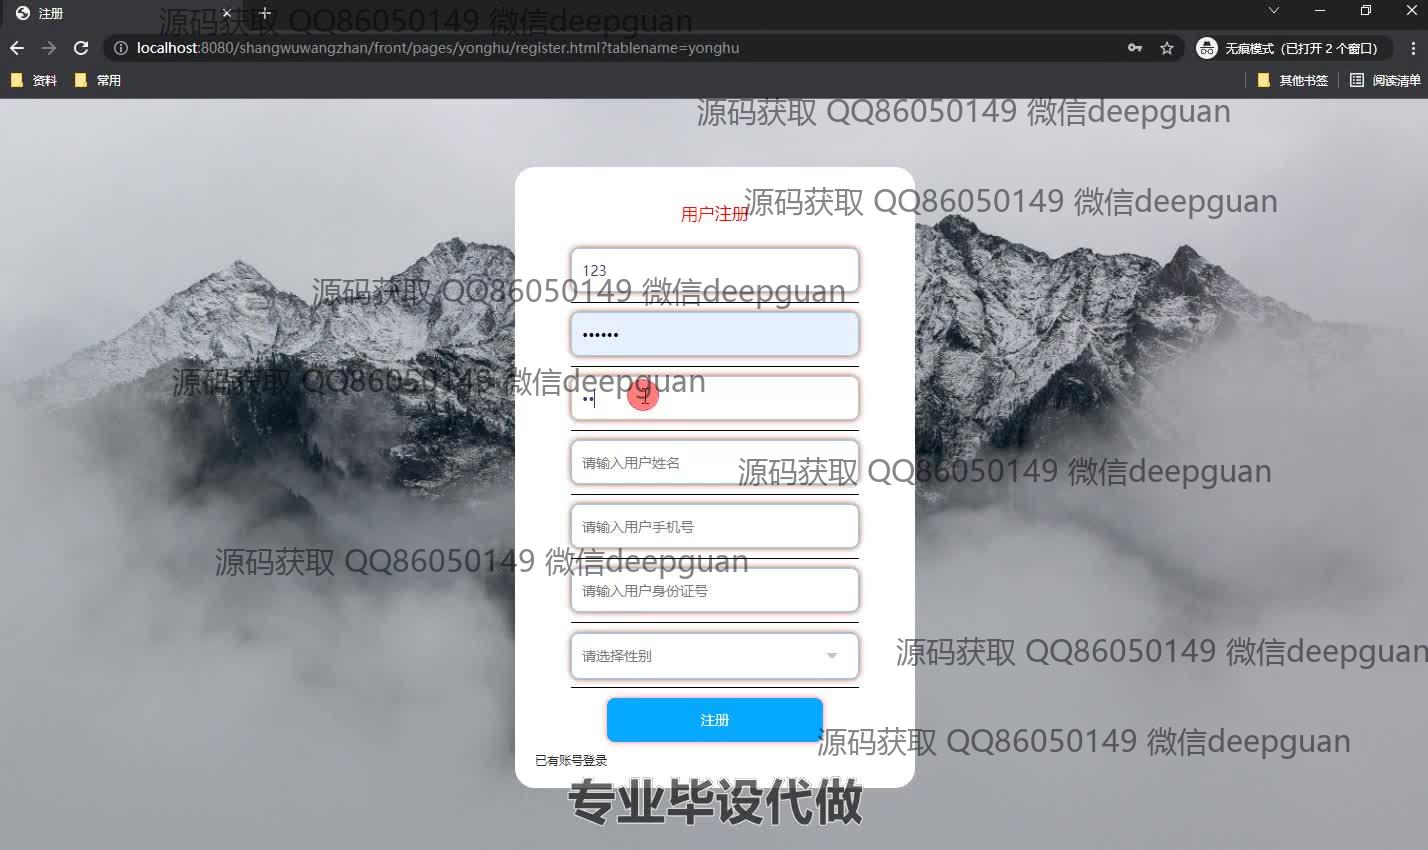 注册
源码获取 QQ86050149 微信deepguan
localhost:8080/shangwuwangzhan/front/pages/yonghu/register.html?tablename=yonghu
无痕模式（已打开 2 个窗口）
资料
常用
其他书签
阅读清单
源码获取 QQ86050149 微信deepguan
源码获取 QQ86050149 微信deepguan
用户注册
123
源码获取 QQ86050149 微信deepguan
••••••
源码获取 QQ86050149 微信deepguan
••
请输入用户姓名
源码获取 QQ86050149 微信deepguan
请输入用户手机号
源码获取 QQ86050149 微信deepguan
请输入用户身份证号
请选择性别
源码获取 QQ86050149 微信deepguan
注册
源码获取 QQ86050149 微信deepguan
已有账号登录
专业毕设代做